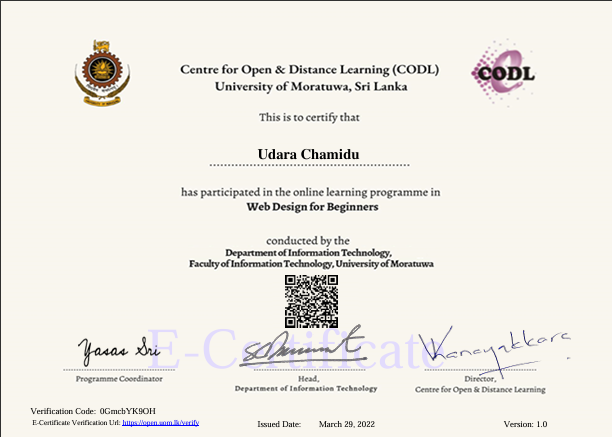 Centre for Open & Distance Learning (CODL)
University of Moratuwa, Sri Lanka
CODL
This is to certify that
Udara Chamidu
has participated in the online learning programme in
Web Design for Beginners
conducted by the
Department of Information Technology,
Faculty of Information Technology, University of Moratuwa
E-Certificate
Yasas Sri
Programme Coordinator
Head,
Department of Information Technology
Director,
Centre for Open & Distance Learning
Verification Code: 0GmcbYK9OH
E-Certificate Verification Url: https://open.uom.lk/verify
Issued Date: March 29, 2022
Version: 1.0